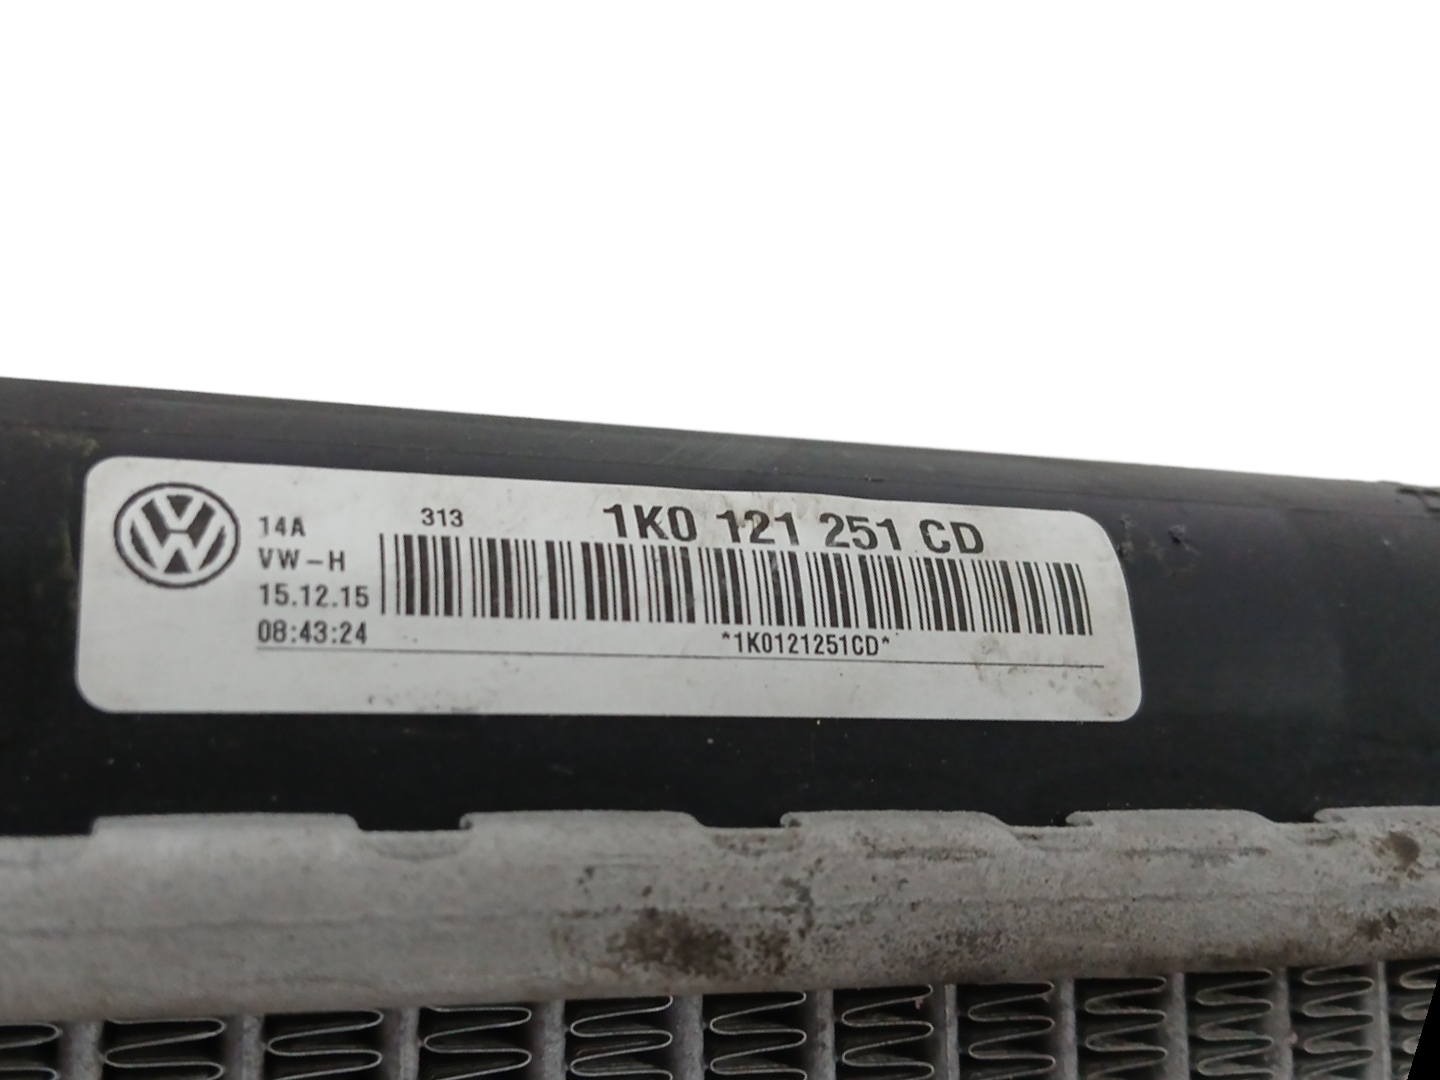 14A 313 1K0 121 251 CD
VW-H
15.12.15
08:43:24 *1K0121251CD*